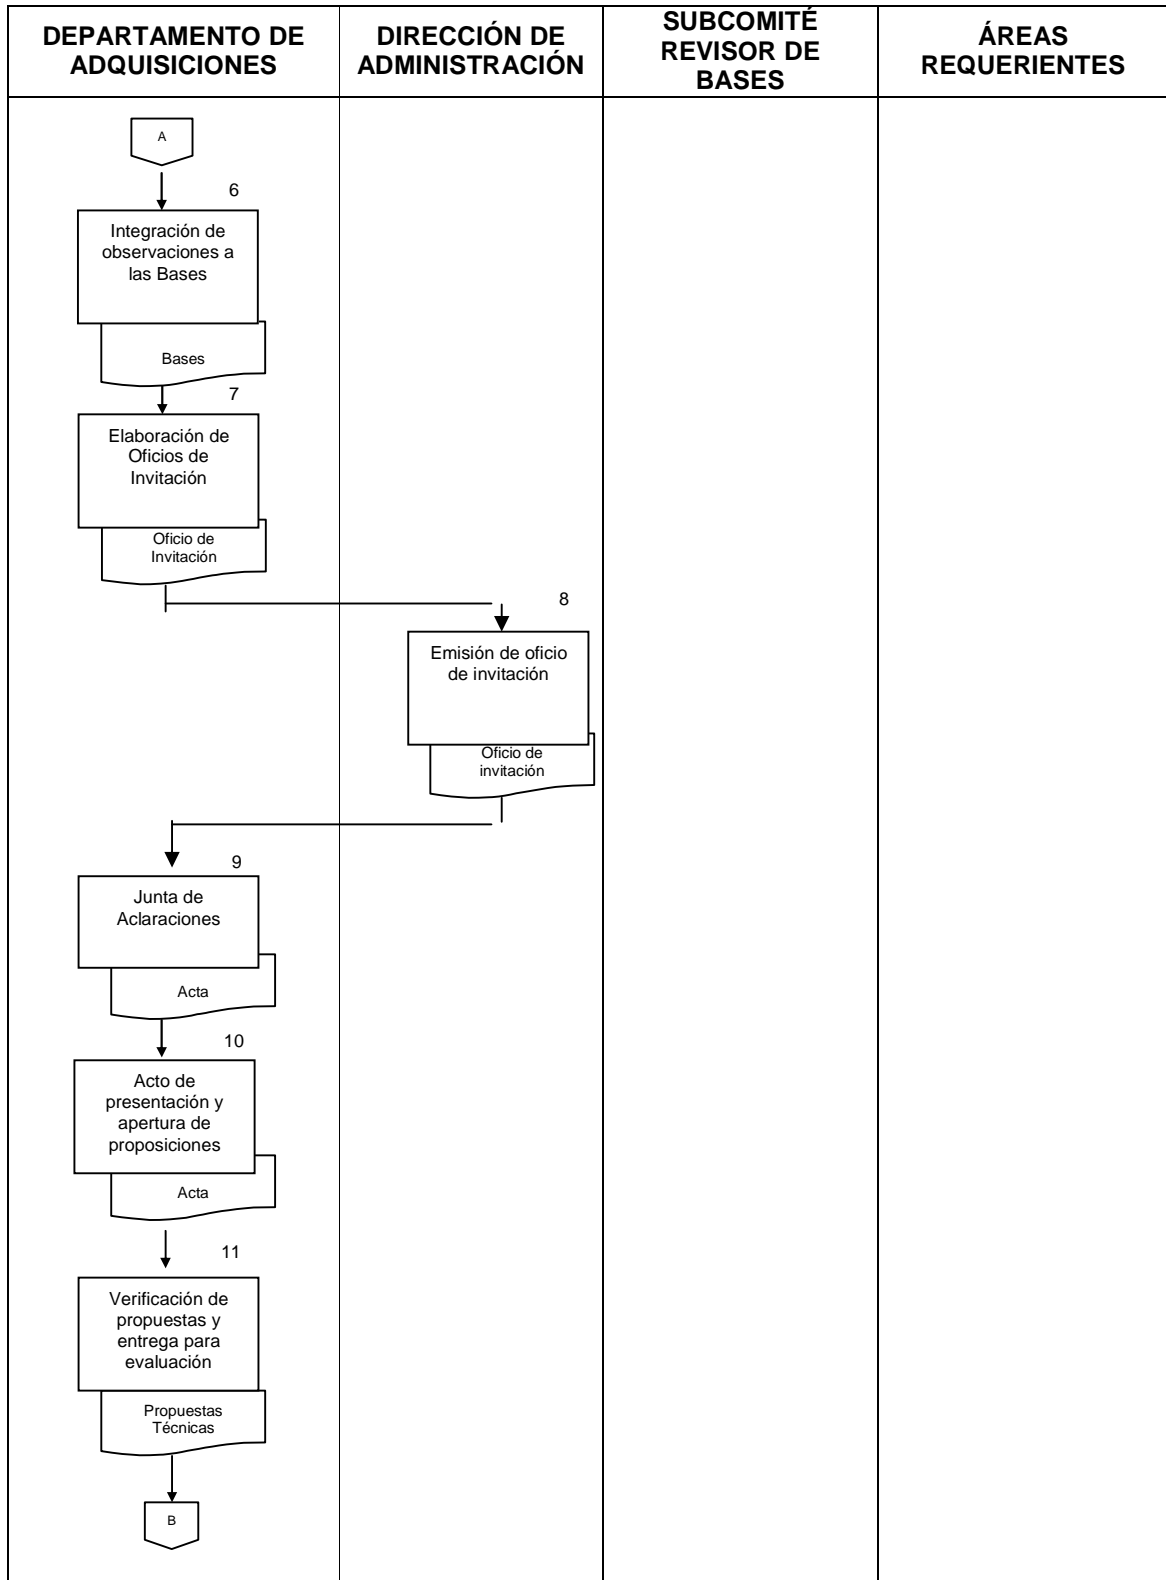 DEPARTAMENTO DE
ADQUISICIONES
DIRECCIÓN DE
ADMINISTRACIÓN
SUBCOMITÉ
REVISOR DE
BASES
ÁREAS
REQUERIENTES
A
6
Integración de
observaciones a
las Bases
Bases
7
Elaboración de
Oficios de
Invitación
Oficio de
Invitación
8
Emisión de oficio
de invitación
Oficio de
invitación
9
Junta de
Aclaraciones
Acta
10
Acto de
presentación y
apertura de
proposiciones
Acta
11
Verificación de
propuestas y
entrega para
evaluación
Propuestas
Técnicas
B